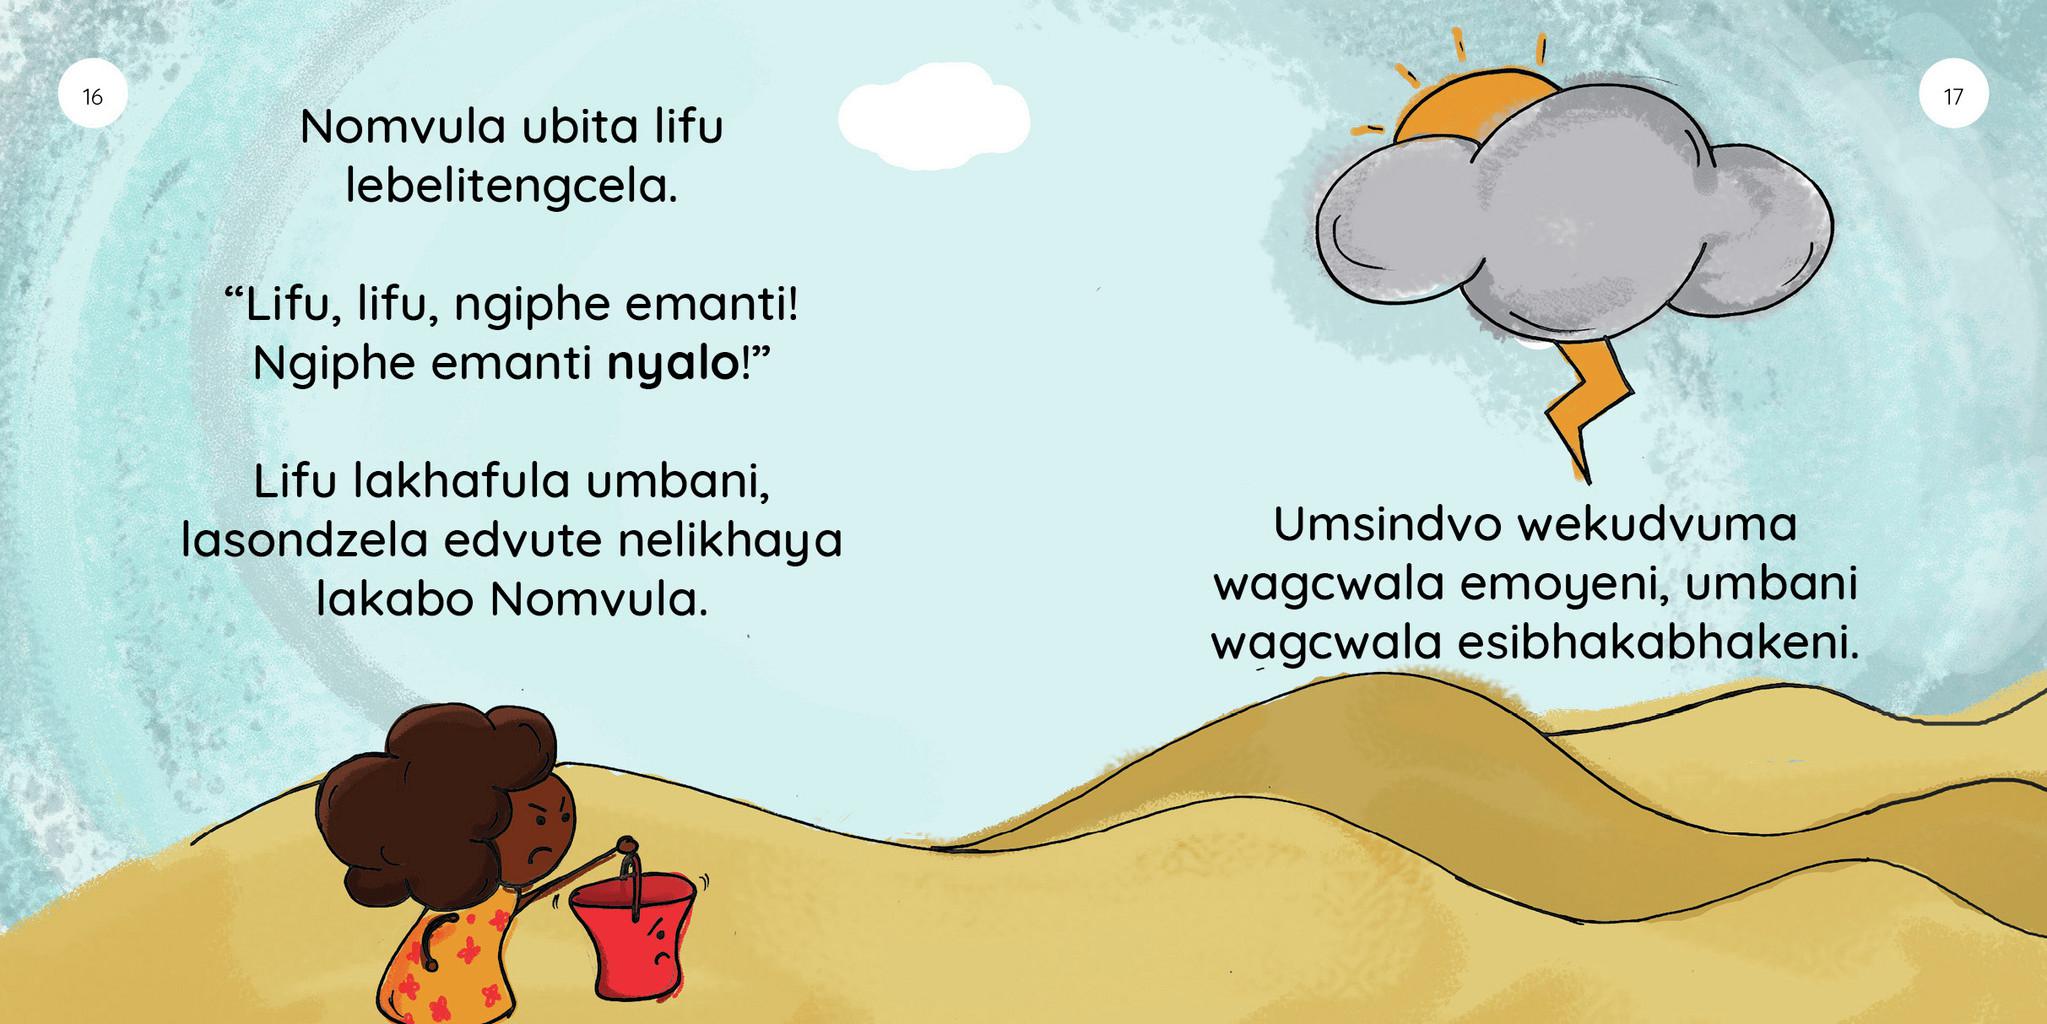 16
Nomvula ubita lifu
lebelitengcela.
“Lifu, lifu, ngiphe emanti!
Ngiphe emanti nyalo!”
Lifu lakhafula umbani,
lasondzela edvute nelikhaya
lakabo Nomvula.
17
Umsindvo wekudvuma
wagcwala emoyeni, umbani
wagcwala esibhakabhakeni.